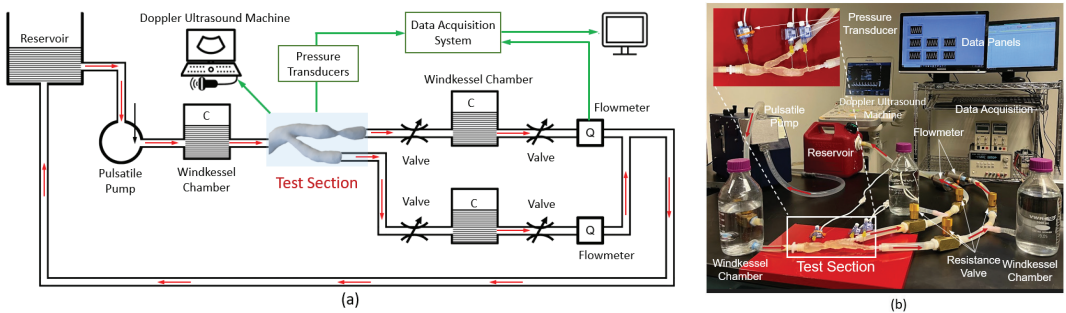 Doppler Ultrasound Machine
Reservoir
Data Acquisition
System
Pressure
Transducers
Windkessel Chamber
C
C
Flowmeter
Q
Valve
Valve
Pulsatile
Pump
Windkessel
Chamber
Test Section
Valve
C
Valve
Q
Flowmeter
(a)
Pressure
Transducer
Data Panels
Doppler Ultrasound
Machine
Data Acquisition
Pulsatile
Pump
Flowmeter
Reservoir
Windkessel
Chamber
Test Section
Resistance
Valve
Windkessel
Chamber
(b)